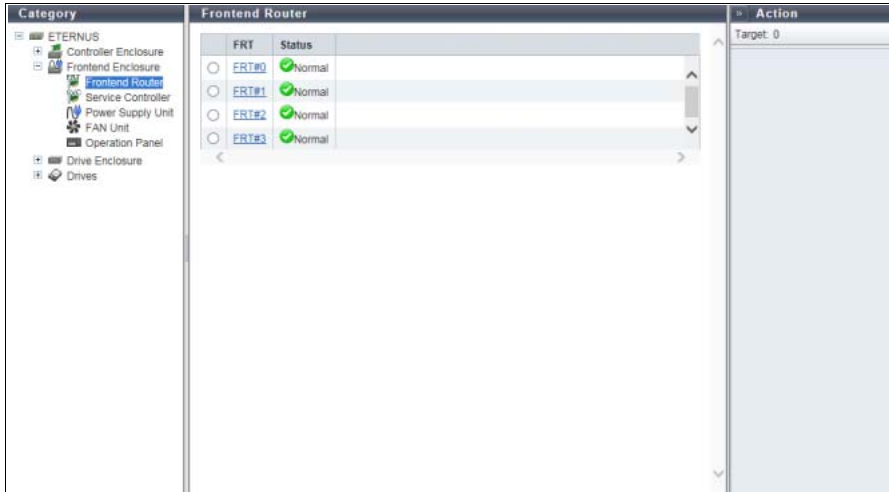 Category
ETERNUS
Controller Enclosure
Frontend Enclosure
Frontend Router
Service Controller
Power Supply Unit
FAN Unit
Operation Panel
Drive Enclosure
Drives
Frontend Router
FRT Status
FRT#0 Normal
FRT#1 Normal
FRT#2 Normal
FRT#3 Normal
» Action
Target: 0